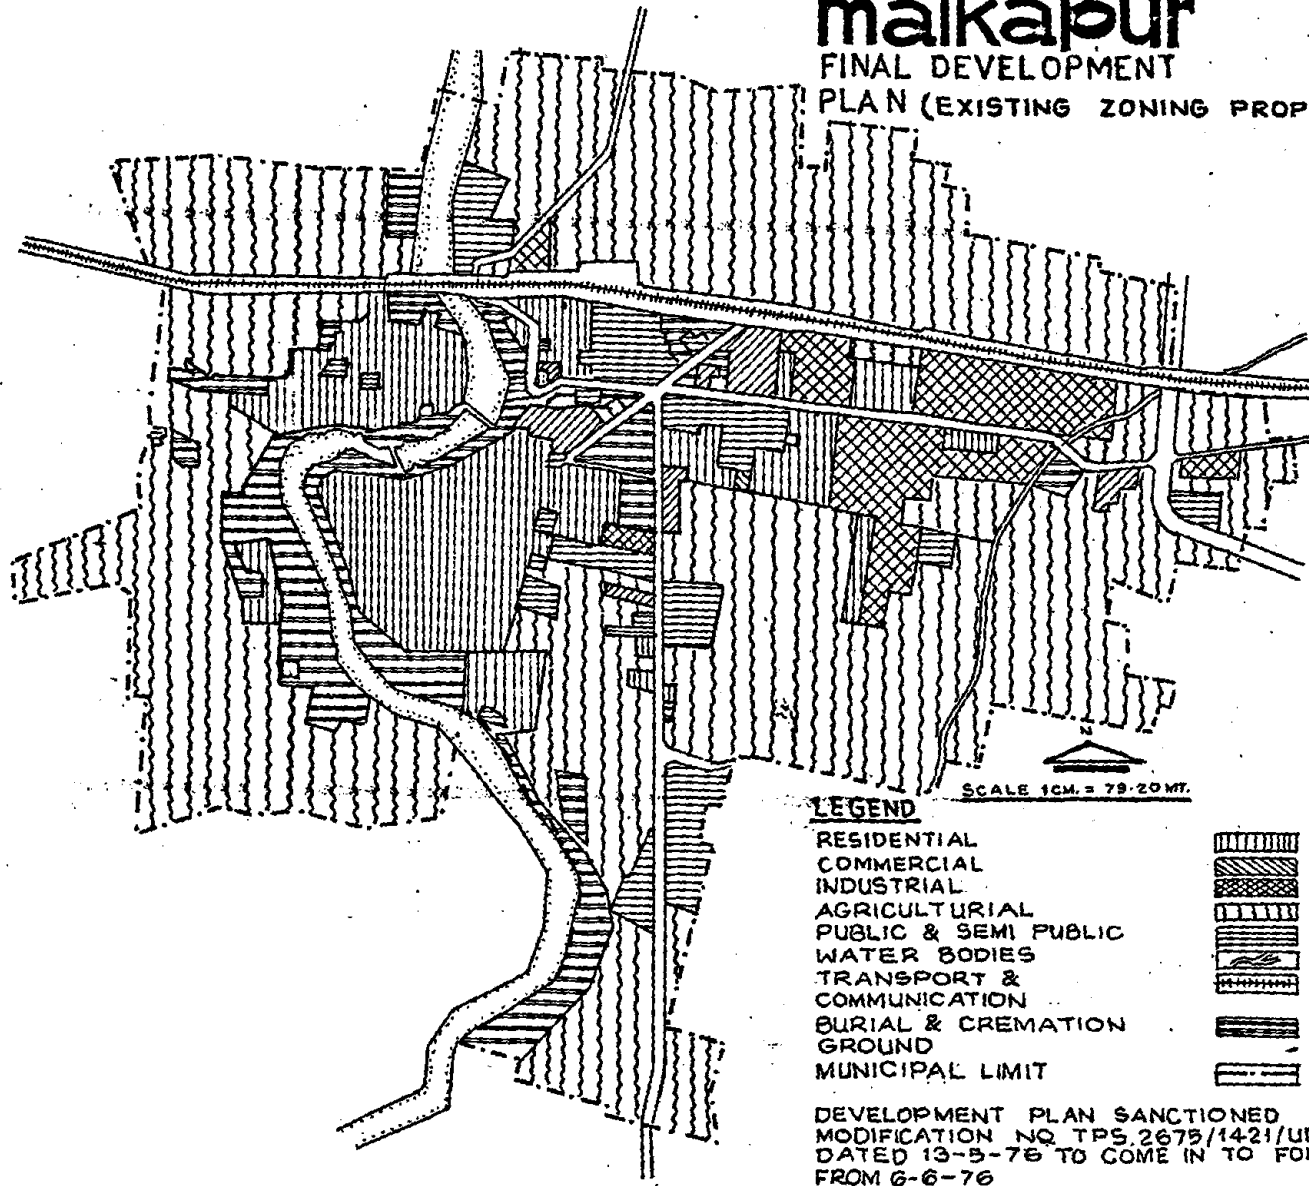 malkapur
FINAL DEVELOPMENT
PLAN (EXISTING ZONING PROP
N
SCALE 1CM. = 79.20 MT.
LEGEND
RESIDENTIAL
COMMERCIAL
INDUSTRIAL
AGRICULTURIAL
PUBLIC & SEMI PUBLIC
WATER BODIES
TRANSPORT &
COMMUNICATION
BURIAL & CREMATION
GROUND
MUNICIPAL LIMIT
DEVELOPMENT PLAN SANCTIONED
MODIFICATION NO TPS.2675/1421/
DATED 13-5-76 TO COME IN TO
FROM 6-6-76